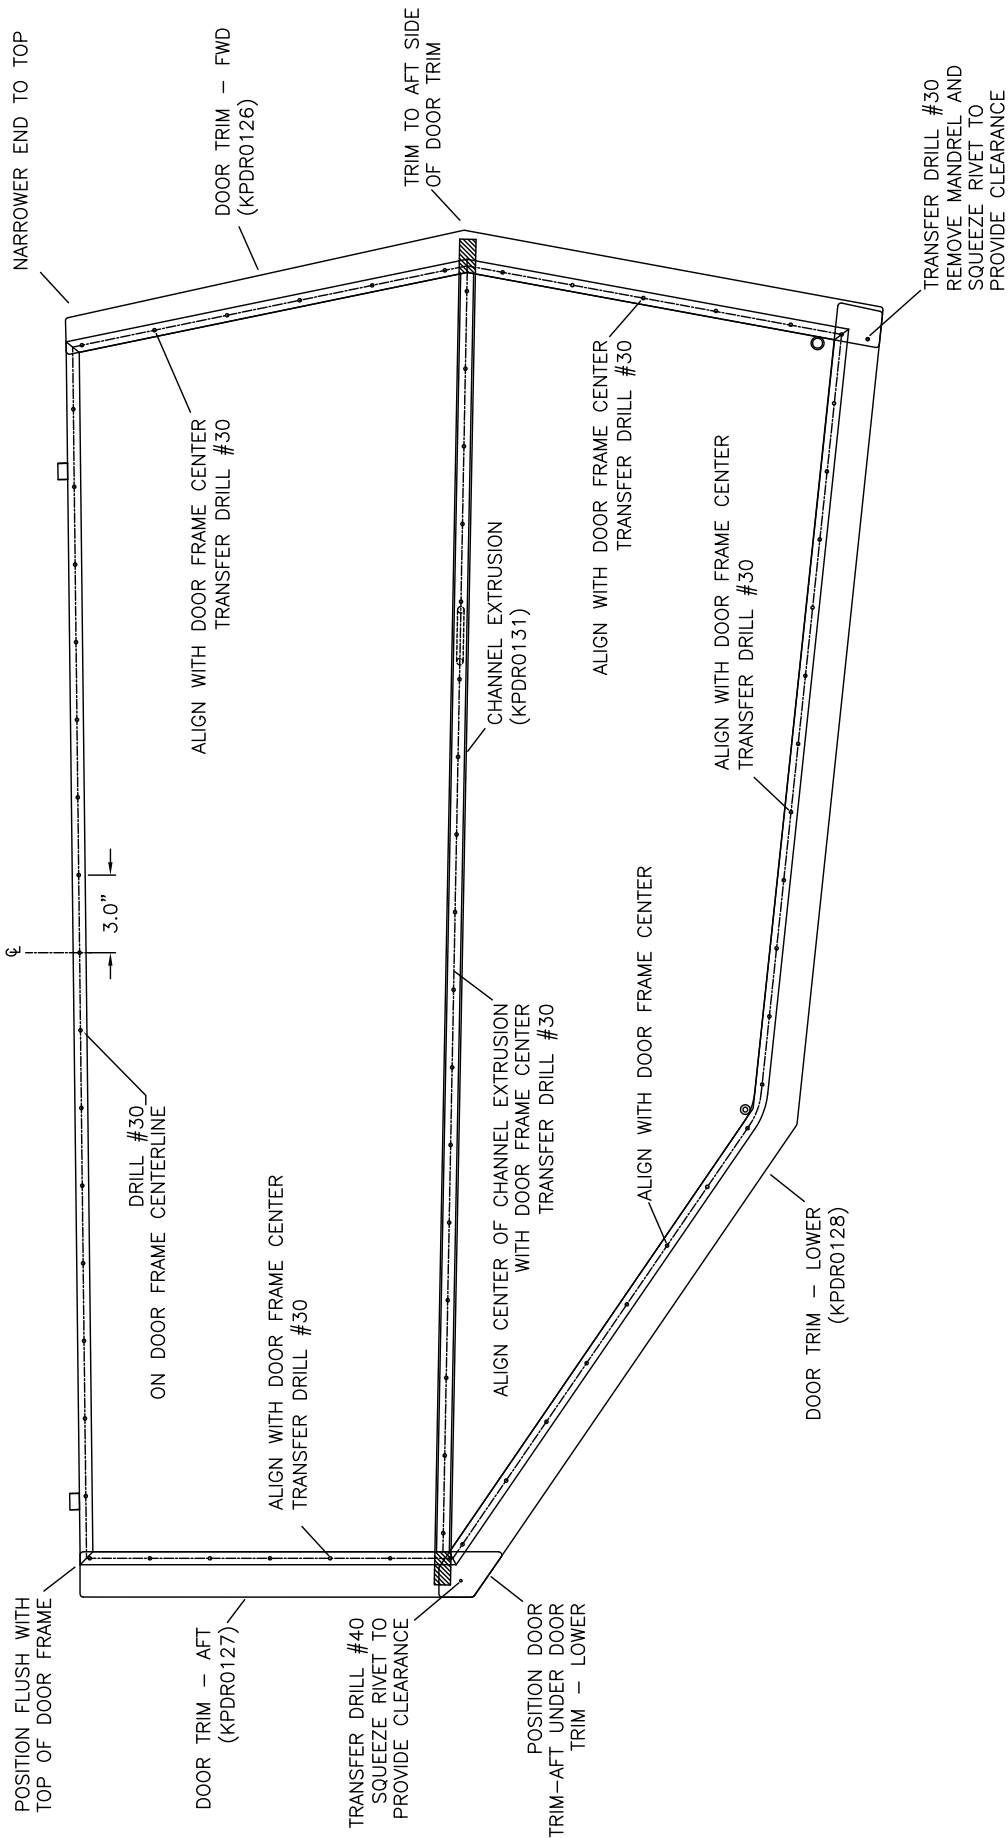 POSITION FLUSH WITH
TOP OF DOOR FRAME
DOOR TRIM – AFT
(KPDR0127)
TRANSFER DRILL #40
SQUEEZE RIVET TO
PROVIDE CLEARANCE
POSITION DOOR
TRIM–AFT UNDER DOOR
TRIM – LOWER
DRILL #30
ON DOOR FRAME CENTERLINE
ALIGN WITH DOOR FRAME CENTER
TRANSFER DRILL #30
ALIGN CENTER OF CHANNEL EXTRUSION
WITH DOOR FRAME CENTER
TRANSFER DRILL #30
ALIGN WITH DOOR FRAME CENTER
DOOR TRIM – LOWER
(KPDR0128)
℄
3.0"
ALIGN WITH DOOR FRAME CENTER
TRANSFER DRILL #30
CHANNEL EXTRUSION
(KPDR0131)
ALIGN WITH DOOR FRAME CENTER
TRANSFER DRILL #30
ALIGN WITH DOOR FRAME CENTER
TRANSFER DRILL #30
NARROWER END TO TOP
DOOR TRIM – FWD
(KPDR0126)
TRIM TO AFT SIDE
OF DOOR TRIM
TRANSFER DRILL #30
REMOVE MANDREL AND
SQUEEZE RIVET TO
PROVIDE CLEARANCE